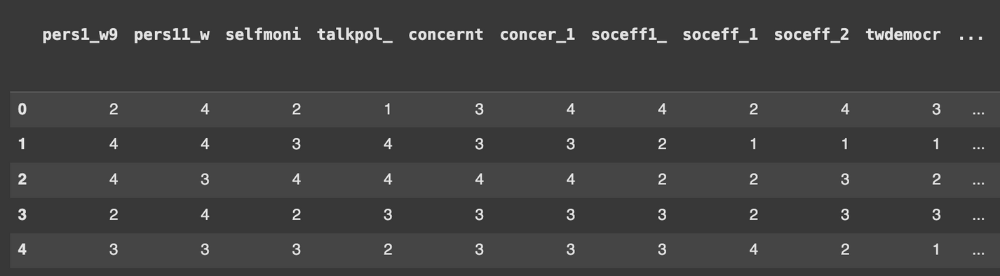 pers1_w9 pers11_w selfmoni talkpol_ concernt concer_1 soceff1_ soceff_1 soceff_2 twdemocr ...
0 2 4 2 1 3 4 4 2 4 3 ...
1 4 4 3 4 3 3 2 1 1 1 ...
2 4 3 4 4 4 4 2 2 3 2 ...
3 2 4 2 3 3 3 3 2 3 3 ...
4 3 3 3 2 3 3 3 4 2 1 ...